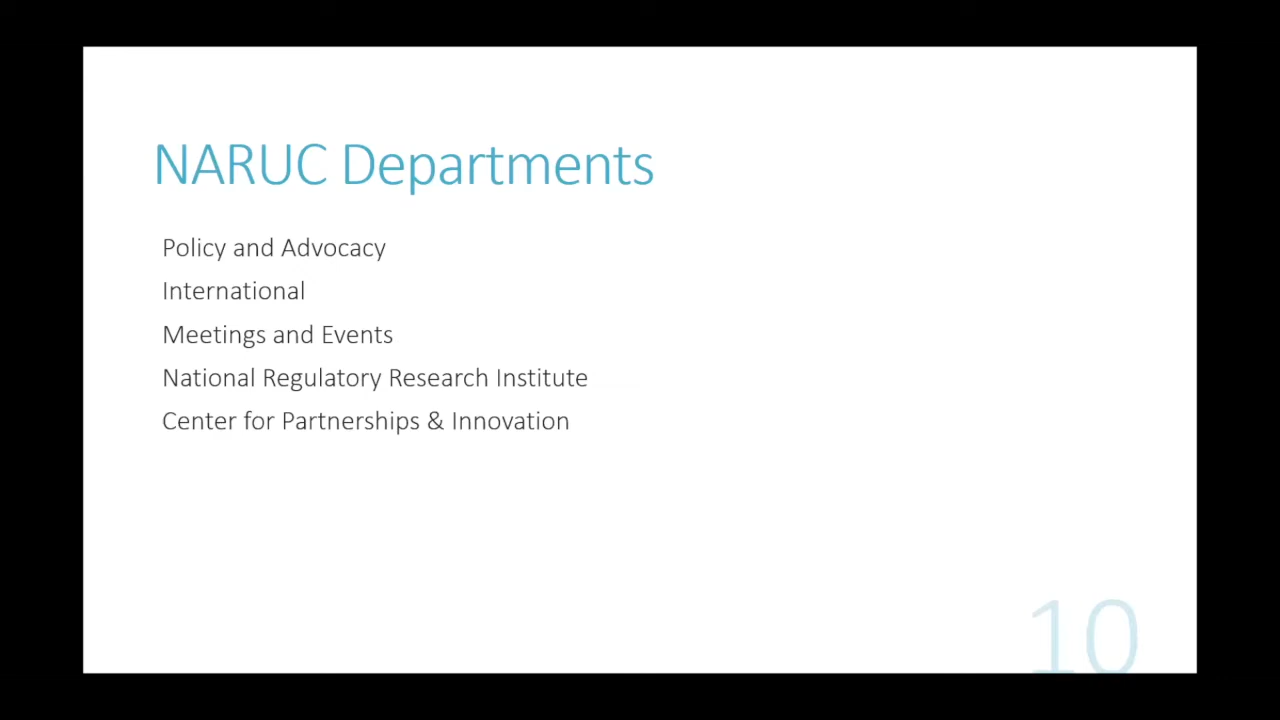 NARUC Departments
Policy and Advocacy
International
Meetings and Events
National Regulatory Research Institute
Center for Partnerships & Innovation
10